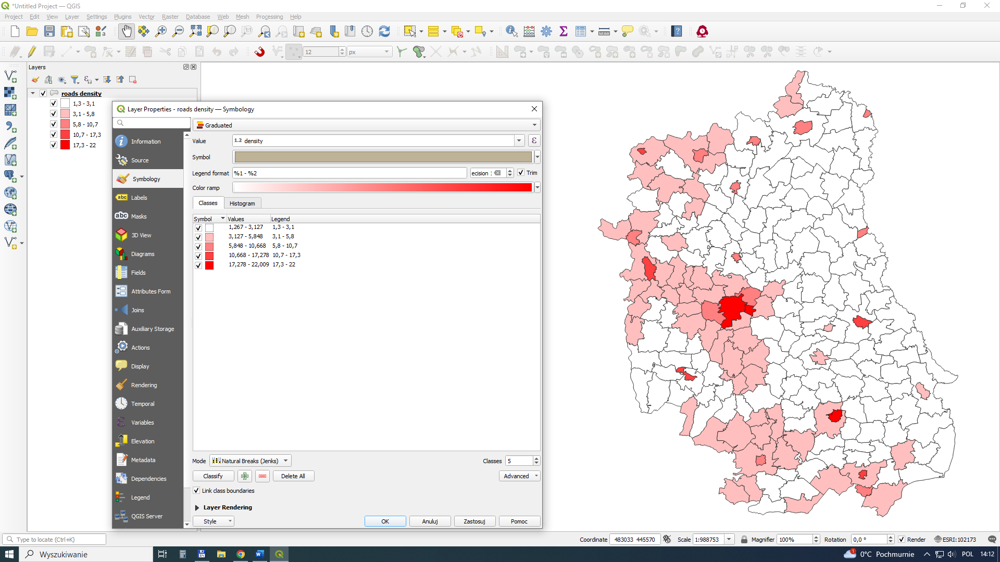 *Untitled Project — QGIS
Project Edit View Layer Settings Plugins Vector Raster Database Web Mesh Processing Help
12 px
Layers
roads density
1,3 - 3,1
3,1 - 5,8
5,8 - 10,7
10,7 - 17,3
17,3 - 22
Layer Properties - roads density — Symbology
Information
Source
Symbology
abc Labels
abc Masks
3D View
Diagrams
Fields
Attributes Form
Joins
Auxiliary Storage
Actions
Display
Rendering
Temporal
Variables
Elevation
Metadata
Dependencies
Legend
QGIS Server
Graduated
Value 1.2 density ε
Symbol
Legend format %1 - %2 ecision : Trim
Color ramp
Classes Histogram
Symbol Values Legend
1,267 - 3,127 1,3 - 3,1
3,127 - 5,848 3,1 - 5,8
5,848 - 10,668 5,8 - 10,7
10,668 - 17,278 10,7 - 17,3
17,278 - 22,009 17,3 - 22
Mode Natural Breaks (Jenks) Classes 5
Classify Delete All Advanced
Link class boundaries
Layer Rendering
Style OK Anuluj Zastosuj Pomoc
Type to locate (Ctrl+K) Coordinate 483033 445570 Scale 1:988753 Magnifier 100% Rotation 0,0 ° Render ESRI:102173
Wyszukiwanie 1 0°C Pochmurnie POL 14:12